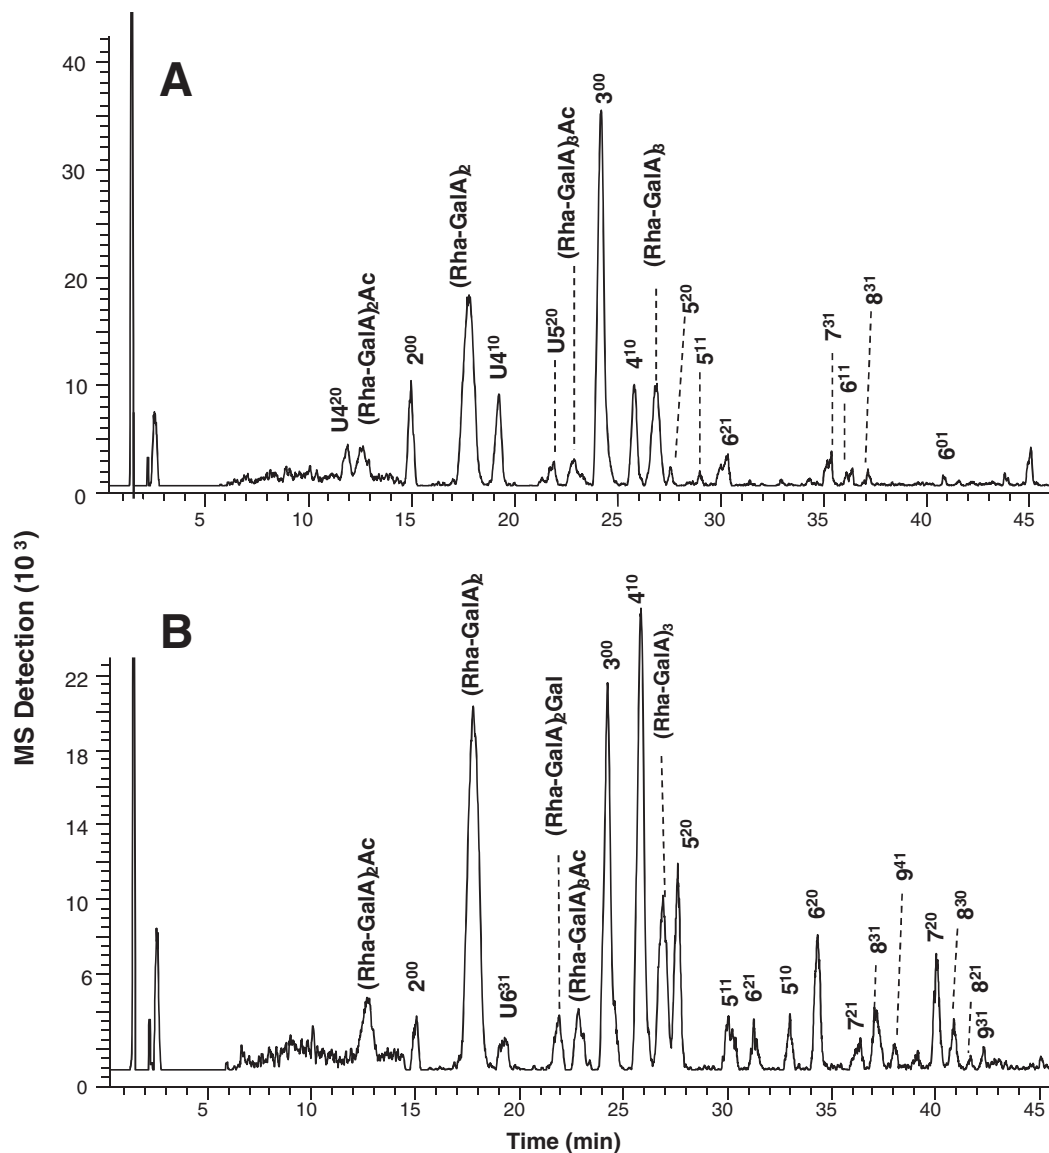 A
40
30
20
10
0
U4²⁰
(Rha-GalA)₂Ac
2⁰⁰
(Rha-GalA)₂
U4¹⁰
U5²⁰
(Rha-GalA)₃Ac
3⁰⁰
4¹⁰
(Rha-GalA)₃
5²⁰
5¹¹
6²¹
7³¹
6¹¹
8³¹
6⁰¹
5 10 15 20 25 30 35 40 45
MS Detection (10 ³)
B
22
18
14
10
6
0
(Rha-GalA)₂Ac
2⁰⁰
(Rha-GalA)₂
U6³¹
(Rha-GalA)₂Gal
(Rha-GalA)₃Ac
3⁰⁰
4¹⁰
(Rha-GalA)₃
5²⁰
5¹¹
6²¹
5¹⁰
6²⁰
7²¹
8³¹
9⁴¹
7²⁰
8³⁰
8²¹
9³¹
5 10 15 20 25 30 35 40 45
Time (min)